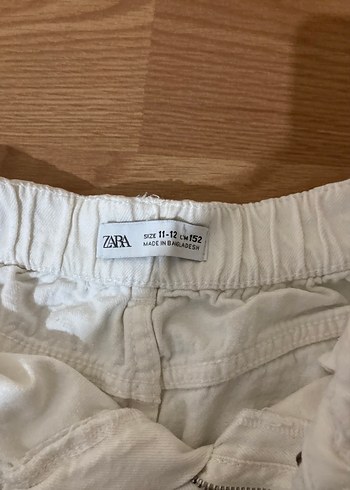 ZARA
SIZE 11-12 CM 152
MADE IN BANGLADESH